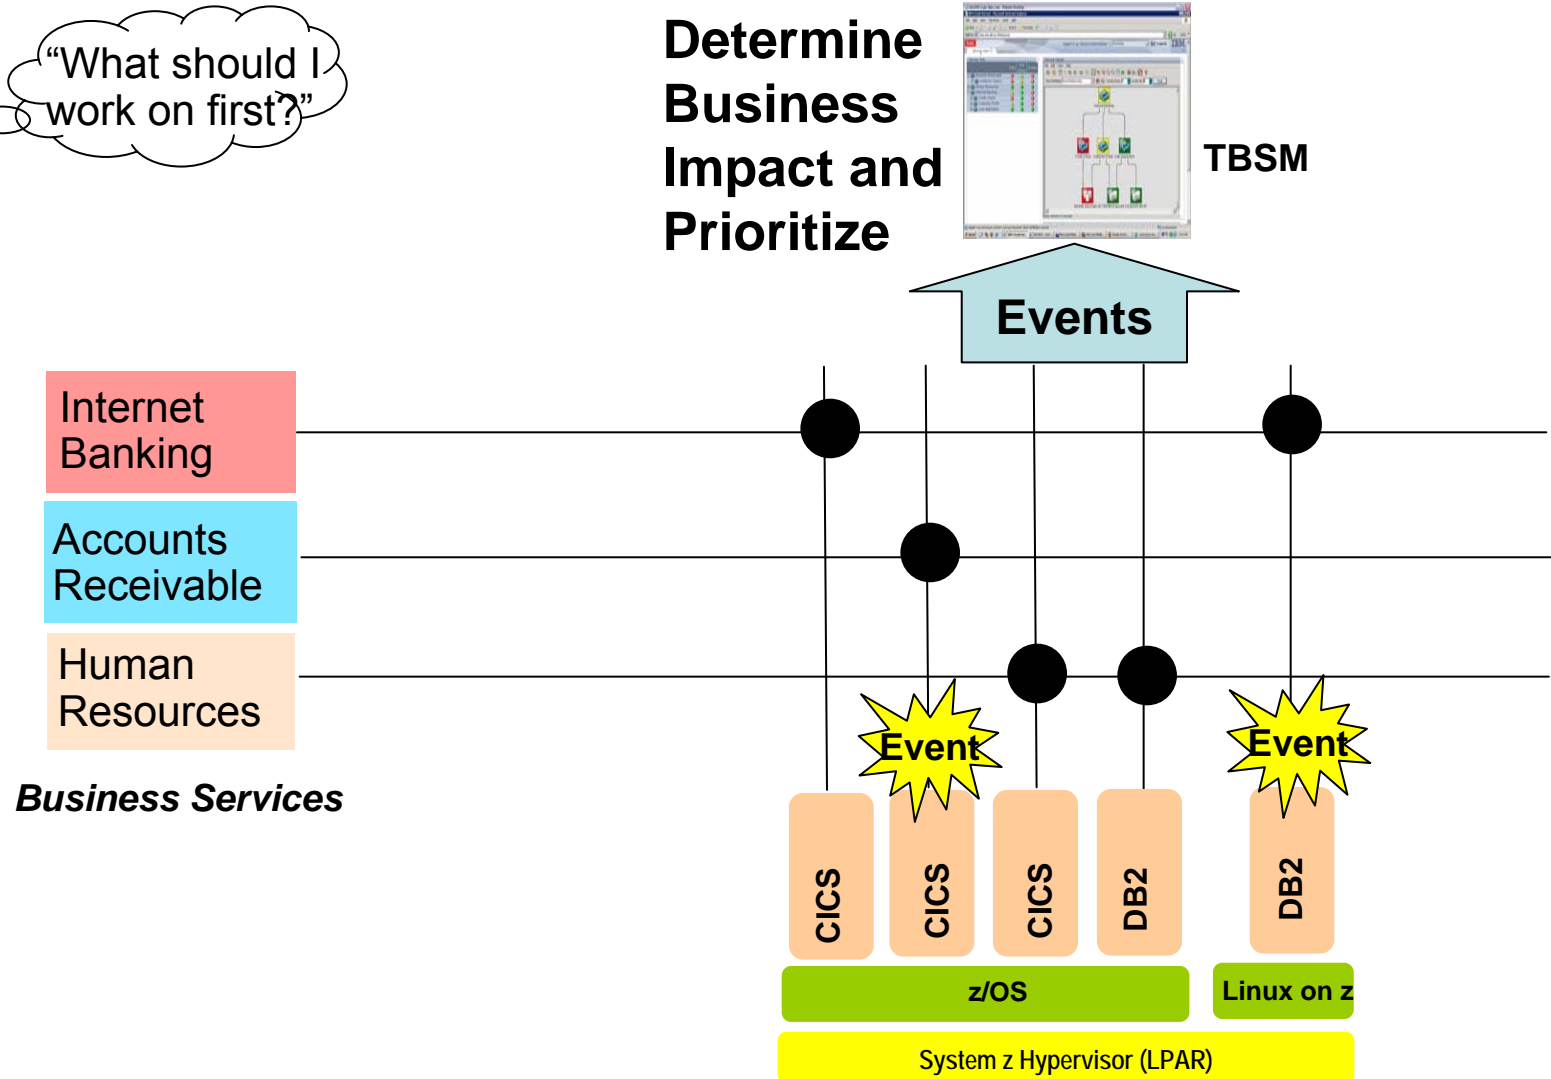 “What should I
work on first?”
Determine
Business
Impact and
Prioritize
TBSM
Events
Internet
Banking
Accounts
Receivable
Human
Resources
Business Services
Event
Event
CICS
CICS
CICS
DB2
DB2
z/OS
Linux on z
System z Hypervisor (LPAR)